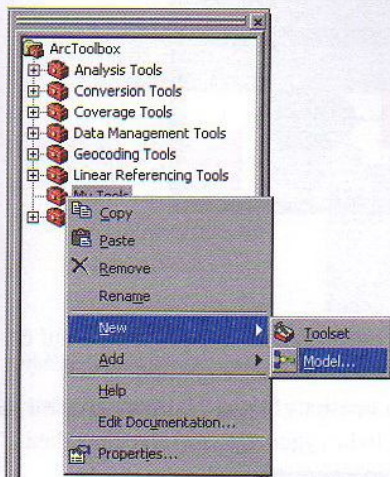 ArcToolbox
Analysis Tools
Conversion Tools
Coverage Tools
Data Management Tools
Geocoding Tools
Linear Referencing Tools
My Tools
Copy
Paste
Remove
Rename
New
Add
Help
Edit Documentation...
Properties...
Toolset
Model...